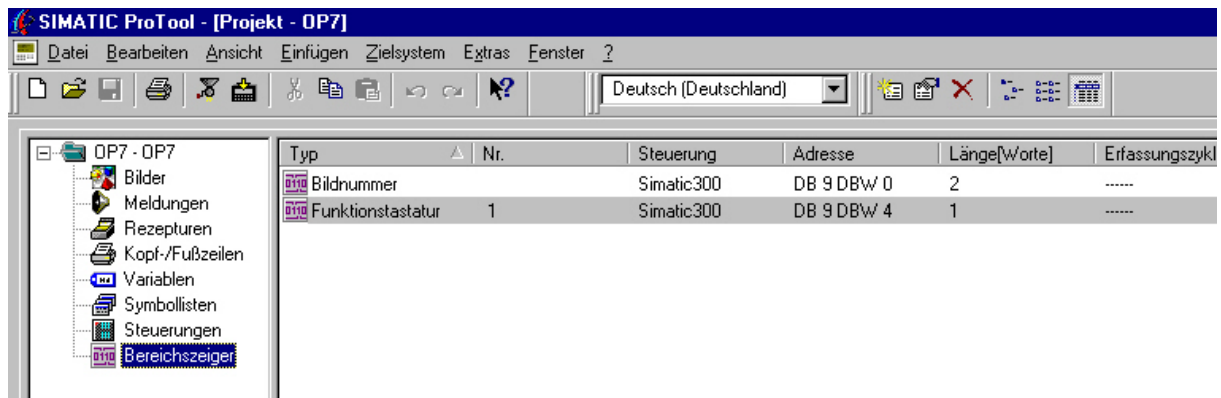 SIMATIC ProTool - [Projekt - OP7]
Datei Bearbeiten Ansicht Einfügen Zielsystem Extras Fenster ?
Deutsch (Deutschland)
OP7 - OP7
Bilder
Meldungen
Rezepturen
Kopf-/Fußzeilen
Variablen
Symbollisten
Steuerungen
Bereichszeiger
Typ Nr. Steuerung Adresse Länge[Worte] Erfassungszykl
Bildnummer Simatic300 DB 9 DBW 0 2 ------
Funktionstastatur 1 Simatic300 DB 9 DBW 4 1 ------